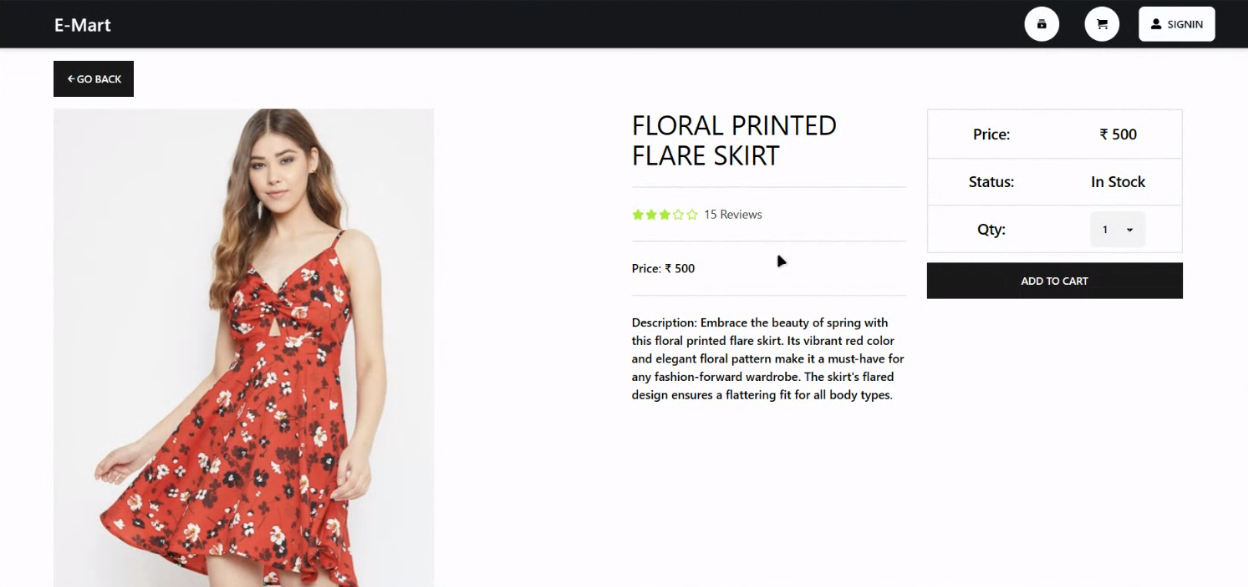 E-Mart
SIGNIN
GO BACK
FLORAL PRINTED
FLARE SKIRT
15 Reviews
Price: ₹ 500
Description: Embrace the beauty of spring with
this floral printed flare skirt. Its vibrant red color
and elegant floral pattern make it a must-have for
any fashion-forward wardrobe. The skirt's flared
design ensures a flattering fit for all body types.
Price: ₹ 500
Status: In Stock
Qty: 1
ADD TO CART